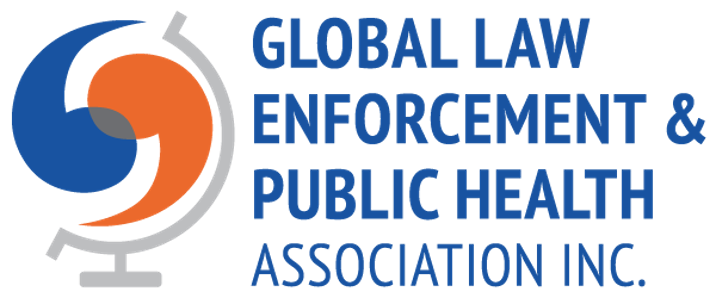 GLOBAL LAW
ENFORCEMENT &
PUBLIC HEALTH
ASSOCIATION INC.